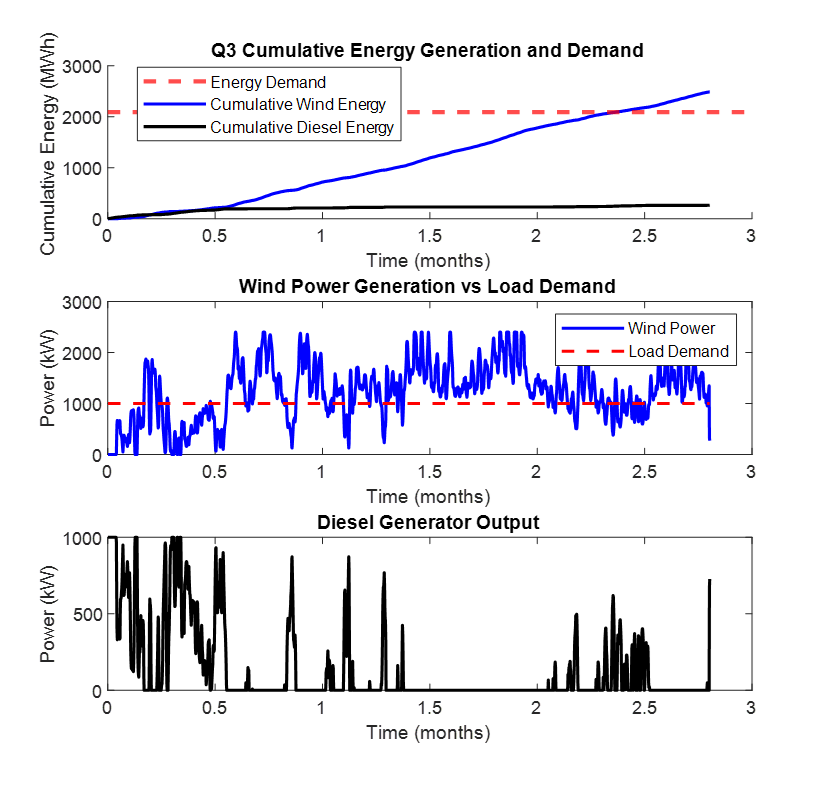 Q3 Cumulative Energy Generation and Demand
Cumulative Energy (MWh)
3000
2000
1000
0
Energy Demand
Cumulative Wind Energy
Cumulative Diesel Energy
0 0.5 1 1.5 2 2.5 3
Time (months)
Wind Power Generation vs Load Demand
Power (kW)
3000
2000
1000
0
Wind Power
Load Demand
0 0.5 1 1.5 2 2.5 3
Time (months)
Diesel Generator Output
Power (kW)
1000
500
0
0 0.5 1 1.5 2 2.5 3
Time (months)